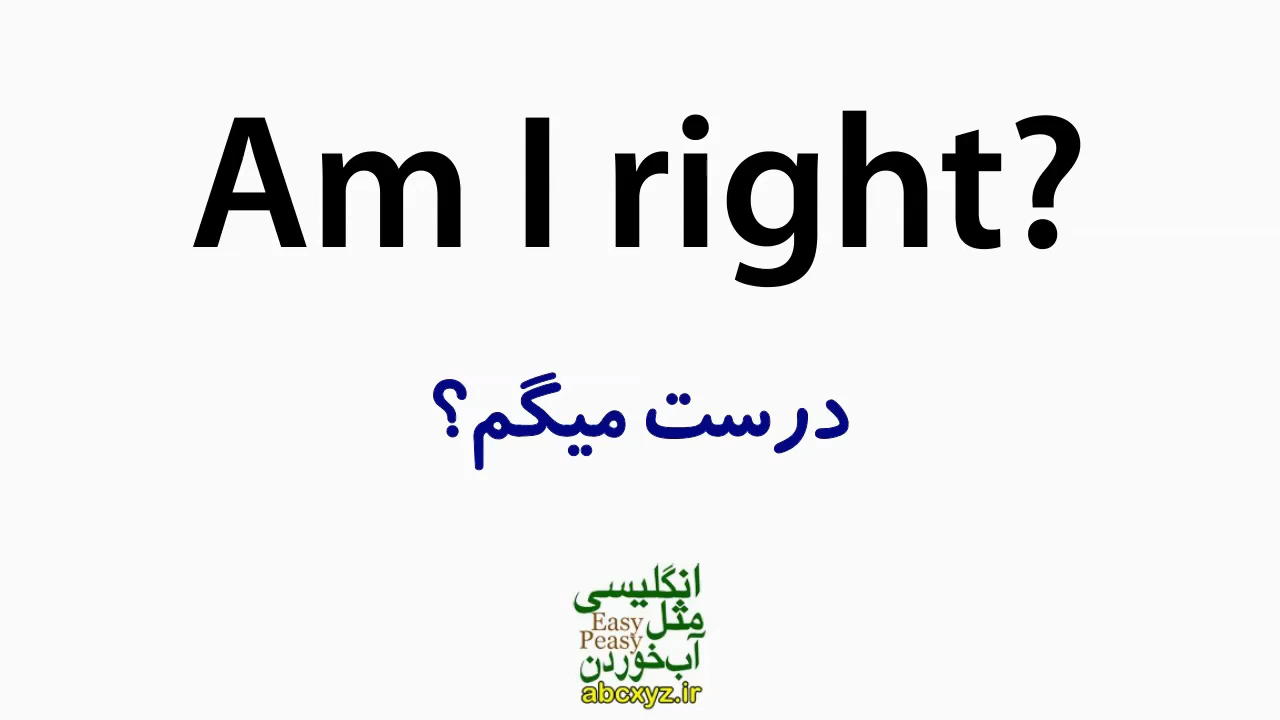 Am I right?
درست میگم؟
انگلیسی
مثل
Easy
Peasy
آب‌خوردن
abcxyz.ir